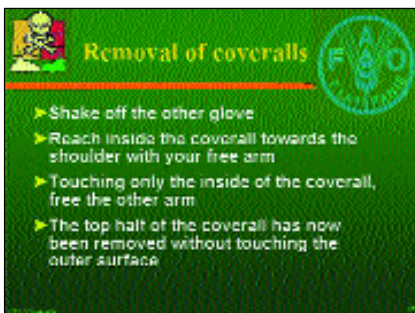 Removal of coveralls
F A O
Shake off the other glove
Reach inside the coverall towards the
shoulder with your free arm
Touching only the inside of the coverall,
free the other arm
The top half of the coverall has now
been removed without touching the
outer surface